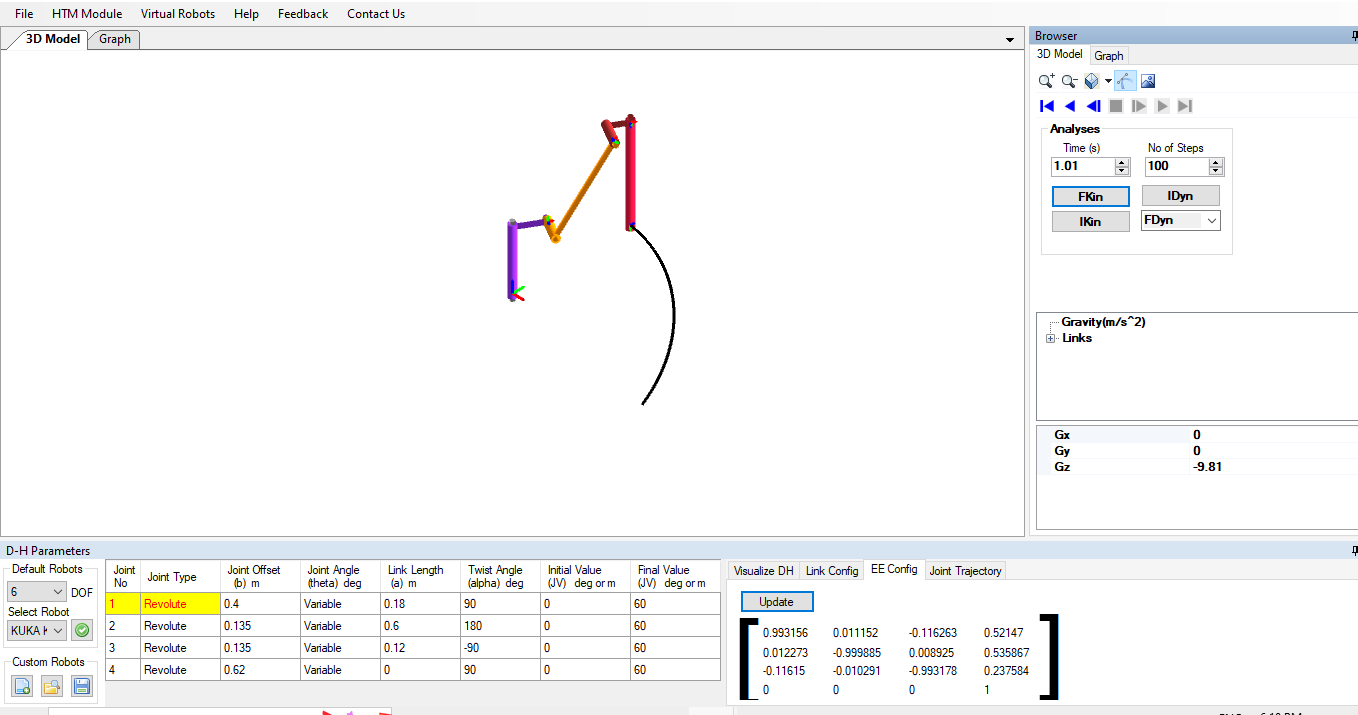 File HTM Module Virtual Robots Help Feedback Contact Us
3D Model Graph
Browser
3D Model Graph
Analyses
Time (s) No of Steps
1.01 100
FKin IDyn
IKin FDyn
Gravity(m/s^2)
Links
Gx 0
Gy 0
Gz -9.81
D-H Parameters
Default Robots
6 DOF
Select Robot
KUKA
Custom Robots
Joint No Joint Type Joint Offset (b) m Joint Angle (theta) deg Link Length (a) m Twist Angle (alpha) deg Initial Value (JV) deg or m Final Value (JV) deg or m
1 Revolute 0.4 Variable 0.18 90 0 60
2 Revolute 0.135 Variable 0.6 180 0 60
3 Revolute 0.135 Variable 0.12 -90 0 60
4 Revolute 0.62 Variable 0 90 0 60
Visualize DH Link Config EE Config Joint Trajectory
Update
0.993156 0.011152 -0.116263 0.52147
0.012273 -0.999885 0.008925 0.535867
-0.11615 -0.010291 -0.993178 0.237584
0 0 0 1